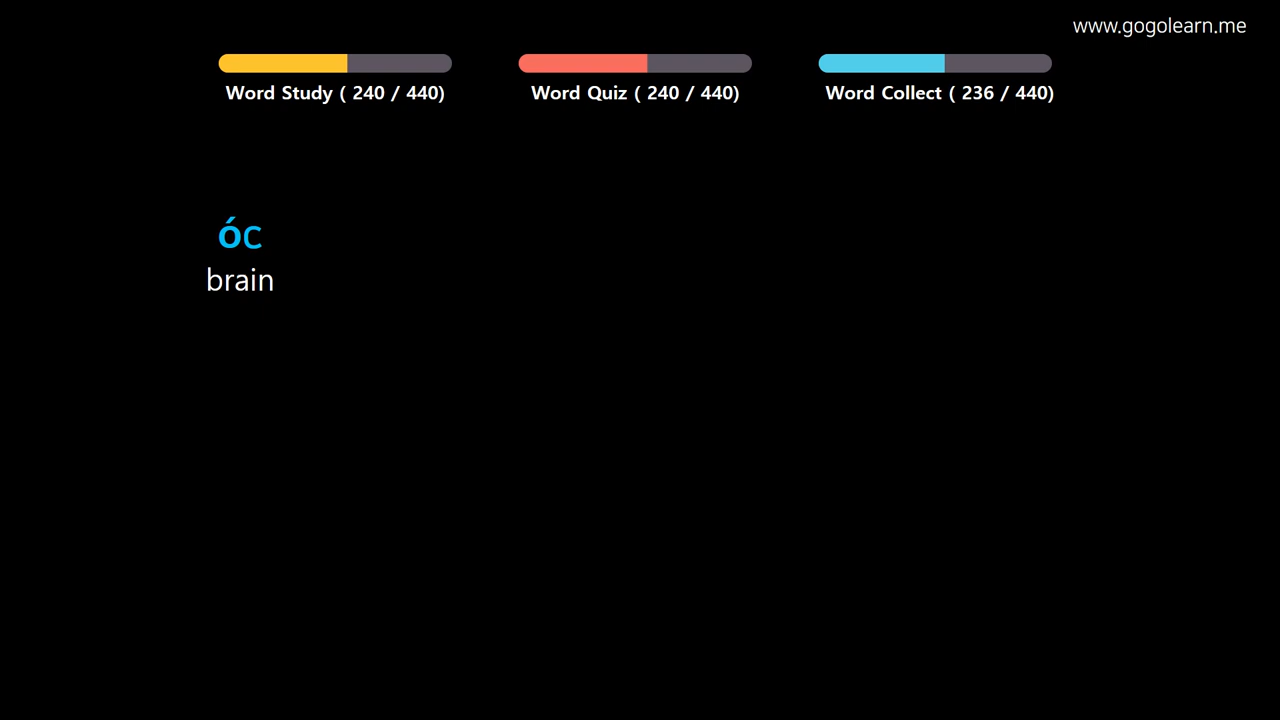 www.gogolearn.me
Word Study ( 240 / 440)
Word Quiz ( 240 / 440)
Word Collect ( 236 / 440)
óc
brain